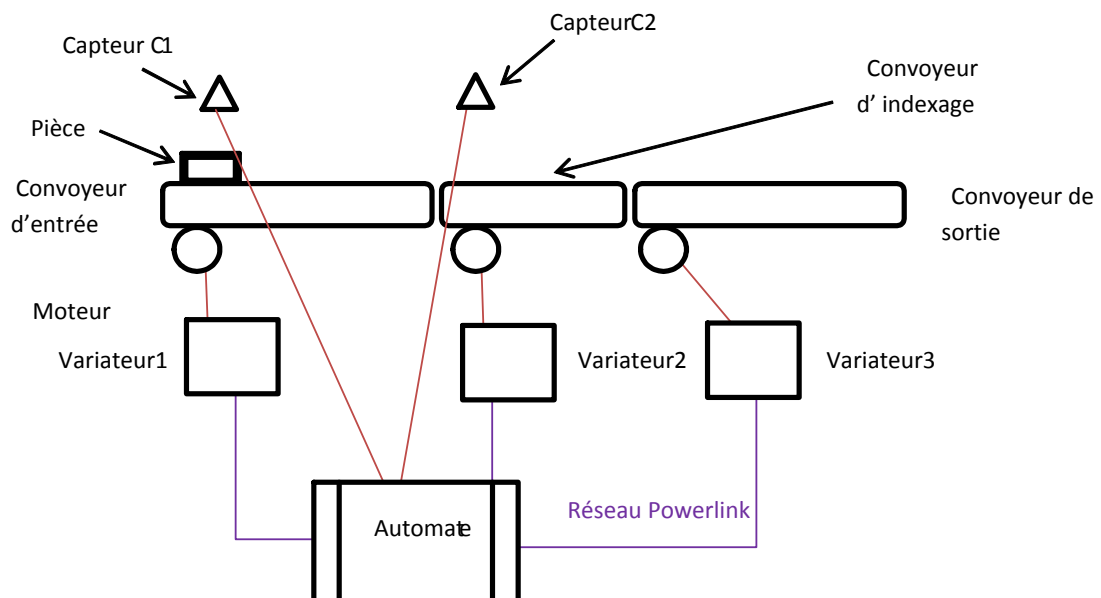 CapteurC2
Capteur C1
Convoyeur
d' indexage
Pièce
Convoyeur
d'entrée
Convoyeur de
sortie
Moteur
Variateur1
Variateur2
Variateur3
Réseau Powerlink
Automate